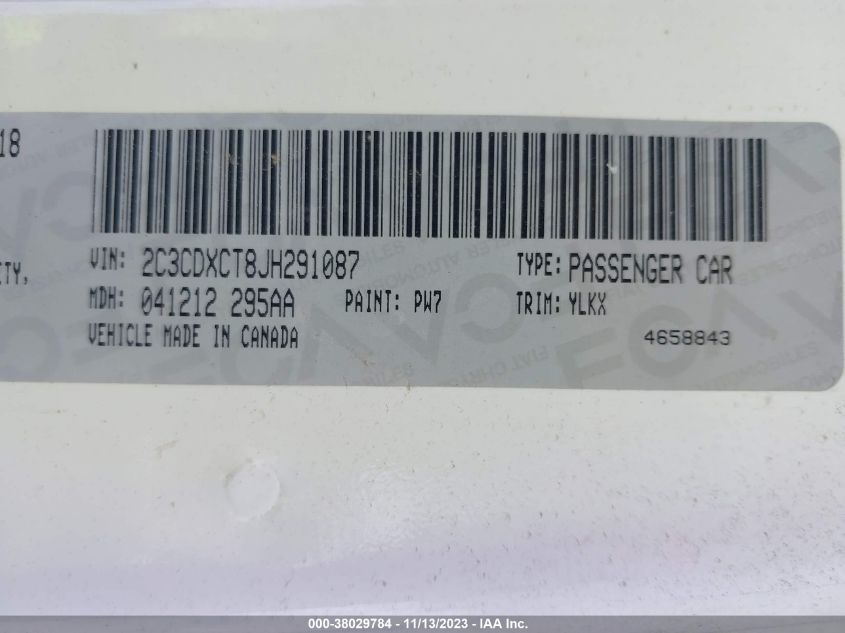 18
VIN: 2C3CDXCT8JH291087 TYPE: PASSENGER CAR
ETY,
MDH: 041212 295AA PAINT: PW7 TRIM: YLKX
VEHICLE MADE IN CANADA 4658843
000-38029784 - 11/13/2023 - IAA Inc.